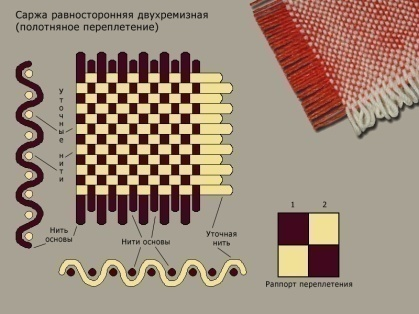 Саржа равносторонняя двухремизная
(полотняное переплетение)
Уточные нити
1 2
Нить
основы
Нити основы
Уточная
нить
Раппорт переплетения